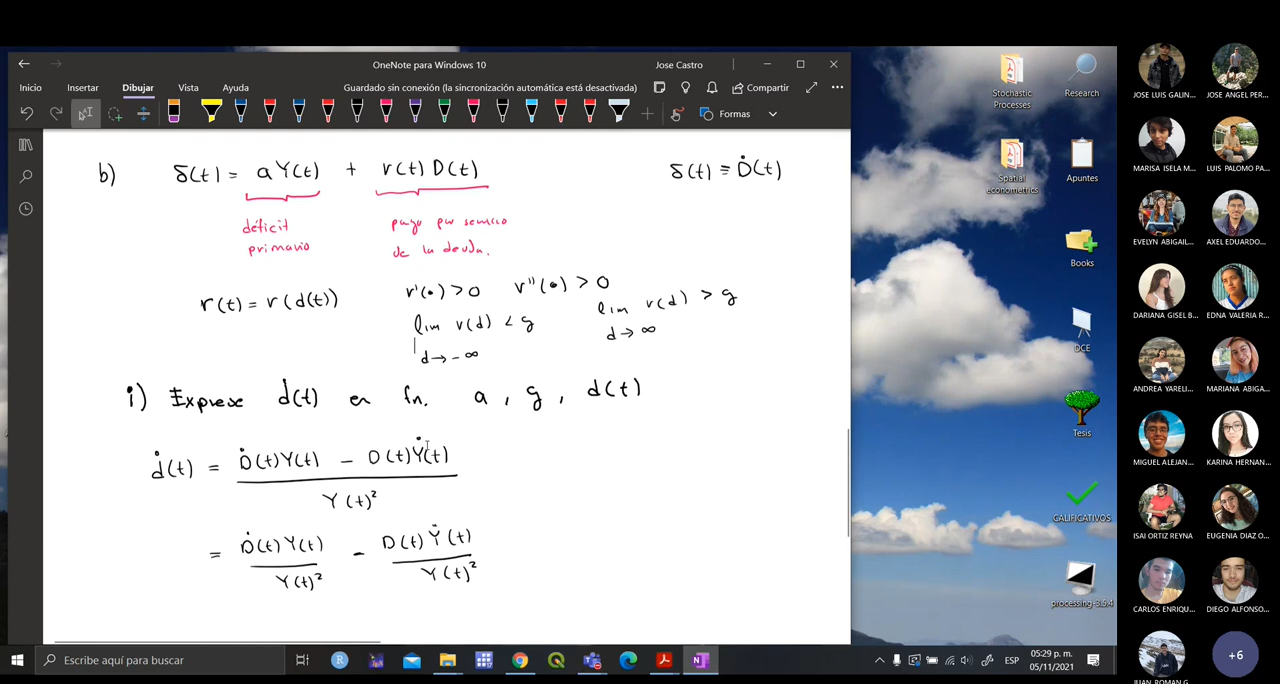 OneNote para Windows 10
Jose Castro
Inicio Insertar Dibujar Vista Ayuda
Guardado sin conexión (la sincronización automática está desactivada)
Compartir
Formas
b) δ(t) = aY(t) + r(t) D(t) δ(t) ≡ Ḋ(t)
déficit primario
pago por servicio de la deuda.
r(t) = r(d(t)) r'(•) > 0 r''(•) > 0
lim r(d) < g lim r(d) > g
d→ -∞ d→ ∞
i) Exprese ḋ(t) en fn. a, g, d(t)
ḋ(t) = Ḋ(t)Y(t) − D(t)Ẏ(t)
Y(t)²
= Ḋ(t)Y(t) − D(t)Ẏ(t)
Y(t)² Y(t)²
Stochastic Processes
Research
Spatial econometrics
Apuntes
Books
DCE
Tesis
CALIFICATIVOS
processing-3.5.4
JOSE LUIS GALIN... JOSE ANGEL PER...
MARISA ISELA M... LUIS PALOMO PA...
EVELYN ABIGAIL... AXEL EDUARDO...
DARIANA GISEL B... EDNA VALERIA R...
ANDREA YARELI... MARIANA ABIGA...
MIGUEL ALEJAN... KARINA HERNAN...
ISAI ORTIZ REYNA EUGENIA DIAZ O...
CARLOS ENRIQU... DIEGO ALFONSO...
JUAN ROMAN G... +6
Escribe aquí para buscar
ESP
05:29 p. m.
05/11/2021